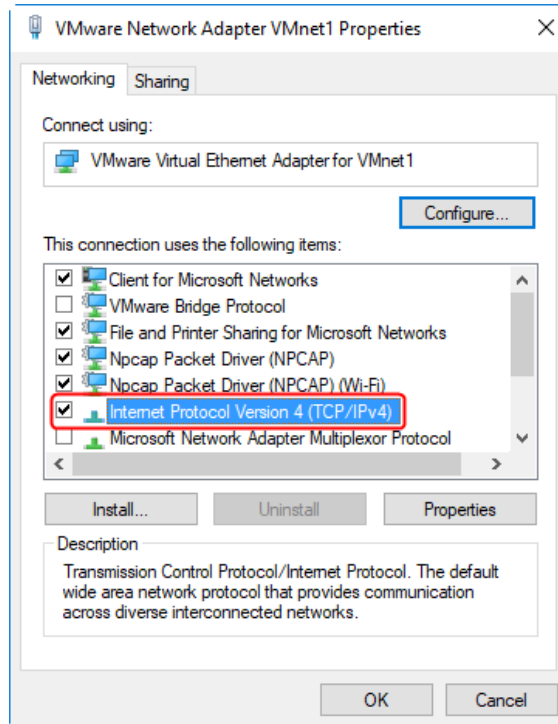 VMware Network Adapter VMnet1 Properties
Networking
Sharing
Connect using:
VMware Virtual Ethernet Adapter for VMnet1
Configure...
This connection uses the following items:
Client for Microsoft Networks
VMware Bridge Protocol
File and Printer Sharing for Microsoft Networks
Npcap Packet Driver (NPCAP)
Npcap Packet Driver (NPCAP) (Wi-Fi)
Internet Protocol Version 4 (TCP/IPv4)
Microsoft Network Adapter Multiplexor Protocol
Install...
Uninstall
Properties
Description
Transmission Control Protocol/Internet Protocol. The default
wide area network protocol that provides communication
across diverse interconnected networks.
OK
Cancel